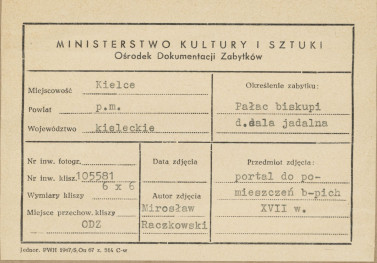 MINISTERSTWO KULTURY I SZTUKI
Ośrodek Dokumentacji Zabytków
Miejscowość Kielce
Powiat p.m.
Województwo kieleckie
Określenie zabytku:
Pałac biskupi
d.sala jadalna
Nr inw. fotogr.
Nr inw. klisz. 105581
Wymiary kliszy 6 x 6
Miejsce przechow. kliszy
ODZ
Data zdjęcia
Autor zdjęcia
Mirosław
Raczkowski
Przedmiot zdjęcia:
portal do po-
mieszczeń b-pich
XVII w.